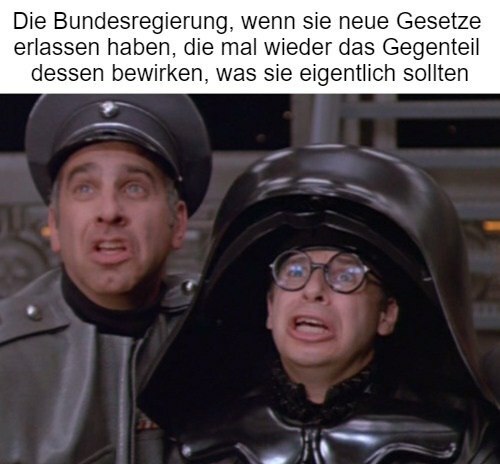 Die Bundesregierung, wenn sie neue Gesetze
erlassen haben, die mal wieder das Gegenteil
dessen bewirken, was sie eigentlich sollten